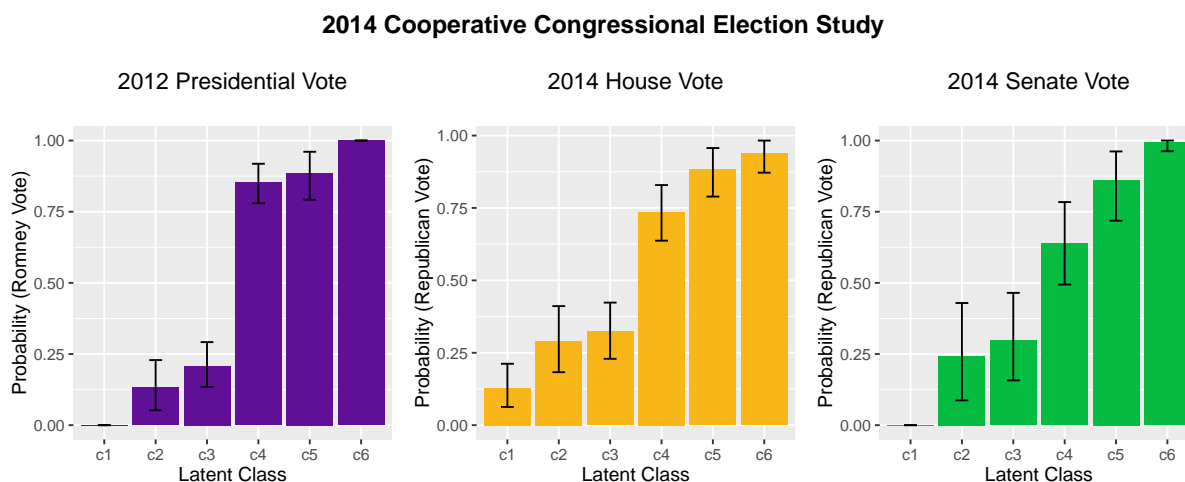 2014 Cooperative Congressional Election Study
2012 Presidential Vote
Probability (Romney Vote)
1.00
0.75
0.50
0.25
0.00
c1 c2 c3 c4 c5 c6
Latent Class
2014 House Vote
Probability (Republican Vote)
1.00
0.75
0.50
0.25
0.00
c1 c2 c3 c4 c5 c6
Latent Class
2014 Senate Vote
Probability (Republican Vote)
1.00
0.75
0.50
0.25
0.00
c1 c2 c3 c4 c5 c6
Latent Class